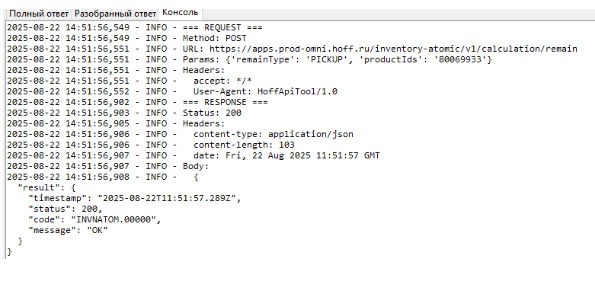 Полный ответ Разобранный ответ Консоль
2025-08-22 14:51:56,549 - INFO - === REQUEST ===
2025-08-22 14:51:56,549 - INFO - Method: POST
2025-08-22 14:51:56,551 - INFO - URL: https://apps.prod-omni.hoff.ru/inventory-atomic/v1/calculation/remain
2025-08-22 14:51:56,551 - INFO - Params: {'remainType': 'PICKUP', 'productIds': '80069933'}
2025-08-22 14:51:56,551 - INFO - Headers:
2025-08-22 14:51:56,551 - INFO -   accept: */*
2025-08-22 14:51:56,552 - INFO -   User-Agent: HoffApiTool/1.0
2025-08-22 14:51:56,902 - INFO - === RESPONSE ===
2025-08-22 14:51:56,903 - INFO - Status: 200
2025-08-22 14:51:56,905 - INFO - Headers:
2025-08-22 14:51:56,906 - INFO -   content-type: application/json
2025-08-22 14:51:56,906 - INFO -   content-length: 103
2025-08-22 14:51:56,907 - INFO -   date: Fri, 22 Aug 2025 11:51:57 GMT
2025-08-22 14:51:56,907 - INFO - Body:
2025-08-22 14:51:56,908 - INFO -   {
  "result": {
    "timestamp": "2025-08-22T11:51:57.289Z",
    "status": 200,
    "code": "INVNATOM.00000",
    "message": "OK"
  }
}